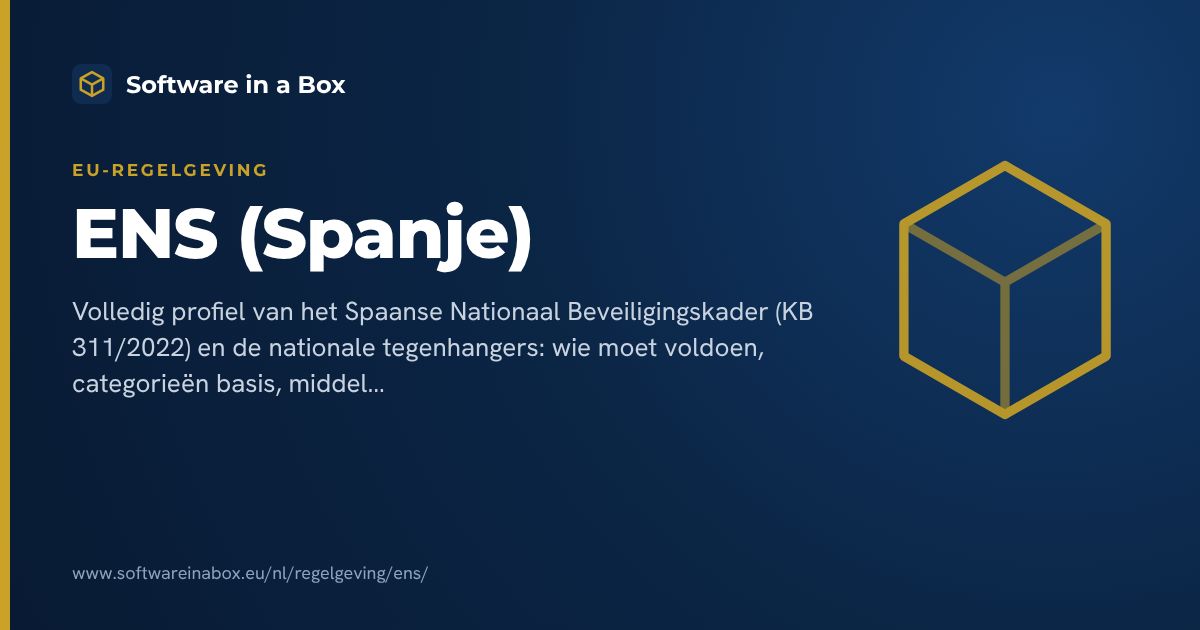 Software in a Box
EU-REGELGEVING
ENS (Spanje)
Volledig profiel van het Spaanse Nationaal Beveiligingskader (KB
311/2022) en de nationale tegenhangers: wie moet voldoen,
categorieën basis, middel…
www.softwareinabox.eu/nl/regelgeving/ens/